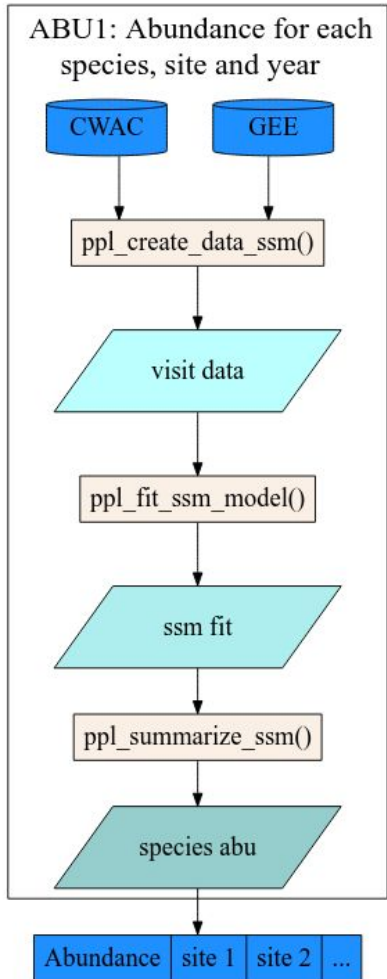 ABU1: Abundance for each
species, site and year
CWAC
GEE
ppl_create_data_ssm()
visit data
ppl_fit_ssm_model()
ssm fit
ppl_summarize_ssm()
species abu
Abundance site 1 site 2 ...